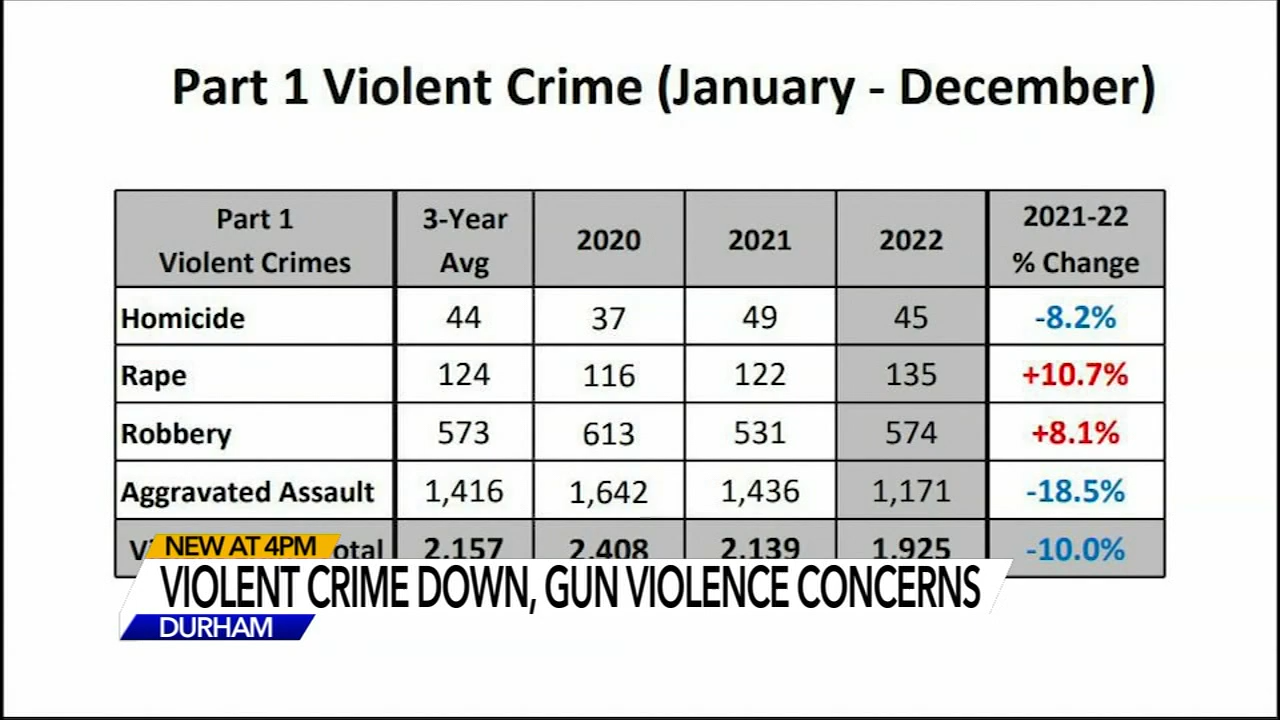 Part 1 Violent Crime (January - December)
Part 1 Violent Crimes 3-Year Avg 2020 2021 2022 2021-22 % Change
Homicide 44 37 49 45 -8.2%
Rape 124 116 122 135 +10.7%
Robbery 573 613 531 574 +8.1%
Aggravated Assault 1,416 1,642 1,436 1,171 -18.5%
2,157 2,408 2,139 1,925 -10.0%
NEW AT 4PM
VIOLENT CRIME DOWN, GUN VIOLENCE CONCERNS
DURHAM